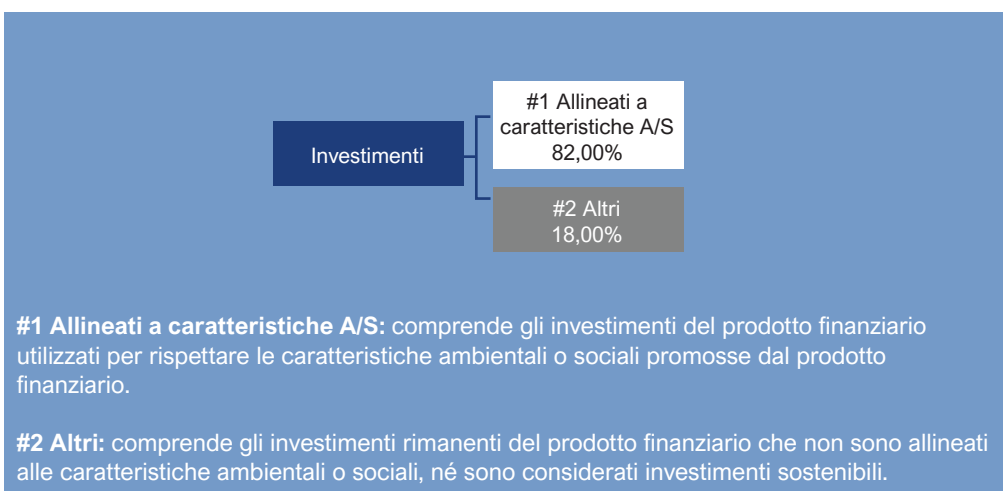 Investimenti
#1 Allineati a
caratteristiche A/S
82,00%
#2 Altri
18,00%
#1 Allineati a caratteristiche A/S: comprende gli investimenti del prodotto finanziario
utilizzati per rispettare le caratteristiche ambientali o sociali promosse dal prodotto
finanziario.
#2 Altri: comprende gli investimenti rimanenti del prodotto finanziario che non sono allineati
alle caratteristiche ambientali o sociali, né sono considerati investimenti sostenibili.